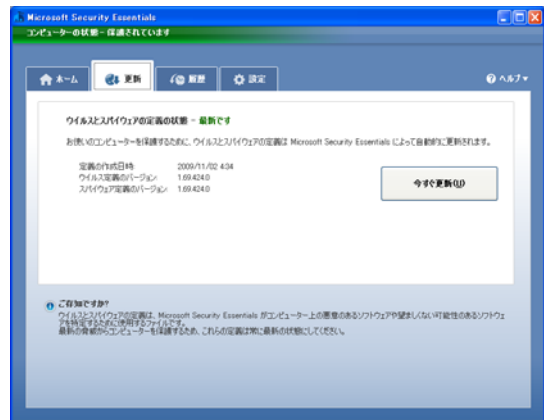 Microsoft Security Essentials
コンピューターの状態 - 保護されています
ホーム
更新
履歴
設定
ヘルプ
ウイルスとスパイウェアの定義の状態 - 最新です
お使いのコンピューターを保護するために、ウイルスとスパイウェアの定義は Microsoft Security Essentials によって自動的に更新されます。
定義の作成日時: 2009/11/02 4:04
ウイルス定義のバージョン: 1.69.424.0
スパイウェア定義のバージョン: 1.69.424.0
今すぐ更新(U)
ご存知ですか?
ウイルスとスパイウェアの定義は、Microsoft Security Essentials がコンピューター上の悪意のあるソフトウェアや望ましくない可能性のあるソフトウェ
アを特定するために使用するファイルです。
最新の脅威からコンピューターを保護するため、これらの定義は常に最新の状態にしてください。